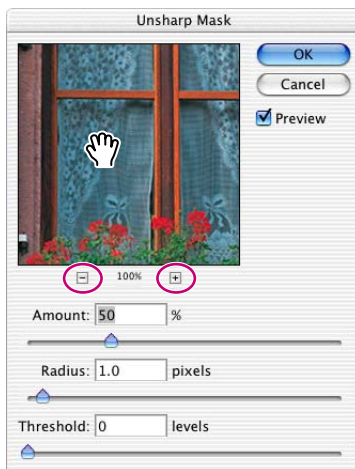 Unsharp Mask
OK
Cancel
Preview
100%
Amount: 50 %
Radius: 1.0 pixels
Threshold: 0 levels